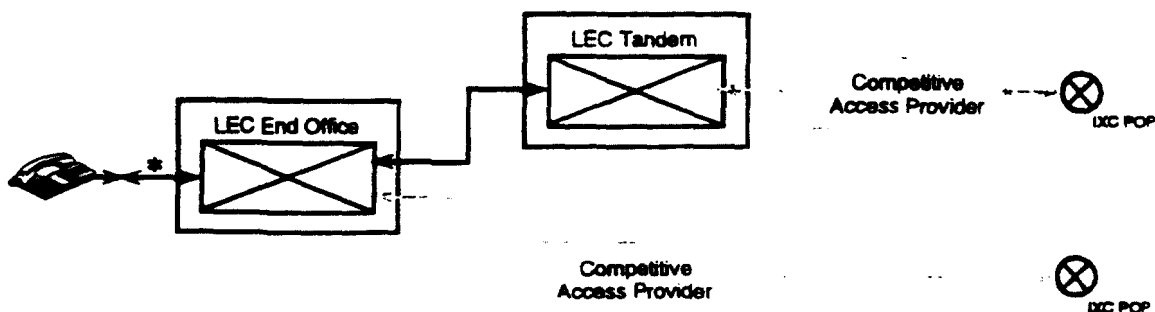 LEC Tandem
Competitive
Access Provider
IXC POP
LEC End Office
*
Competitive
Access Provider
IXC POP